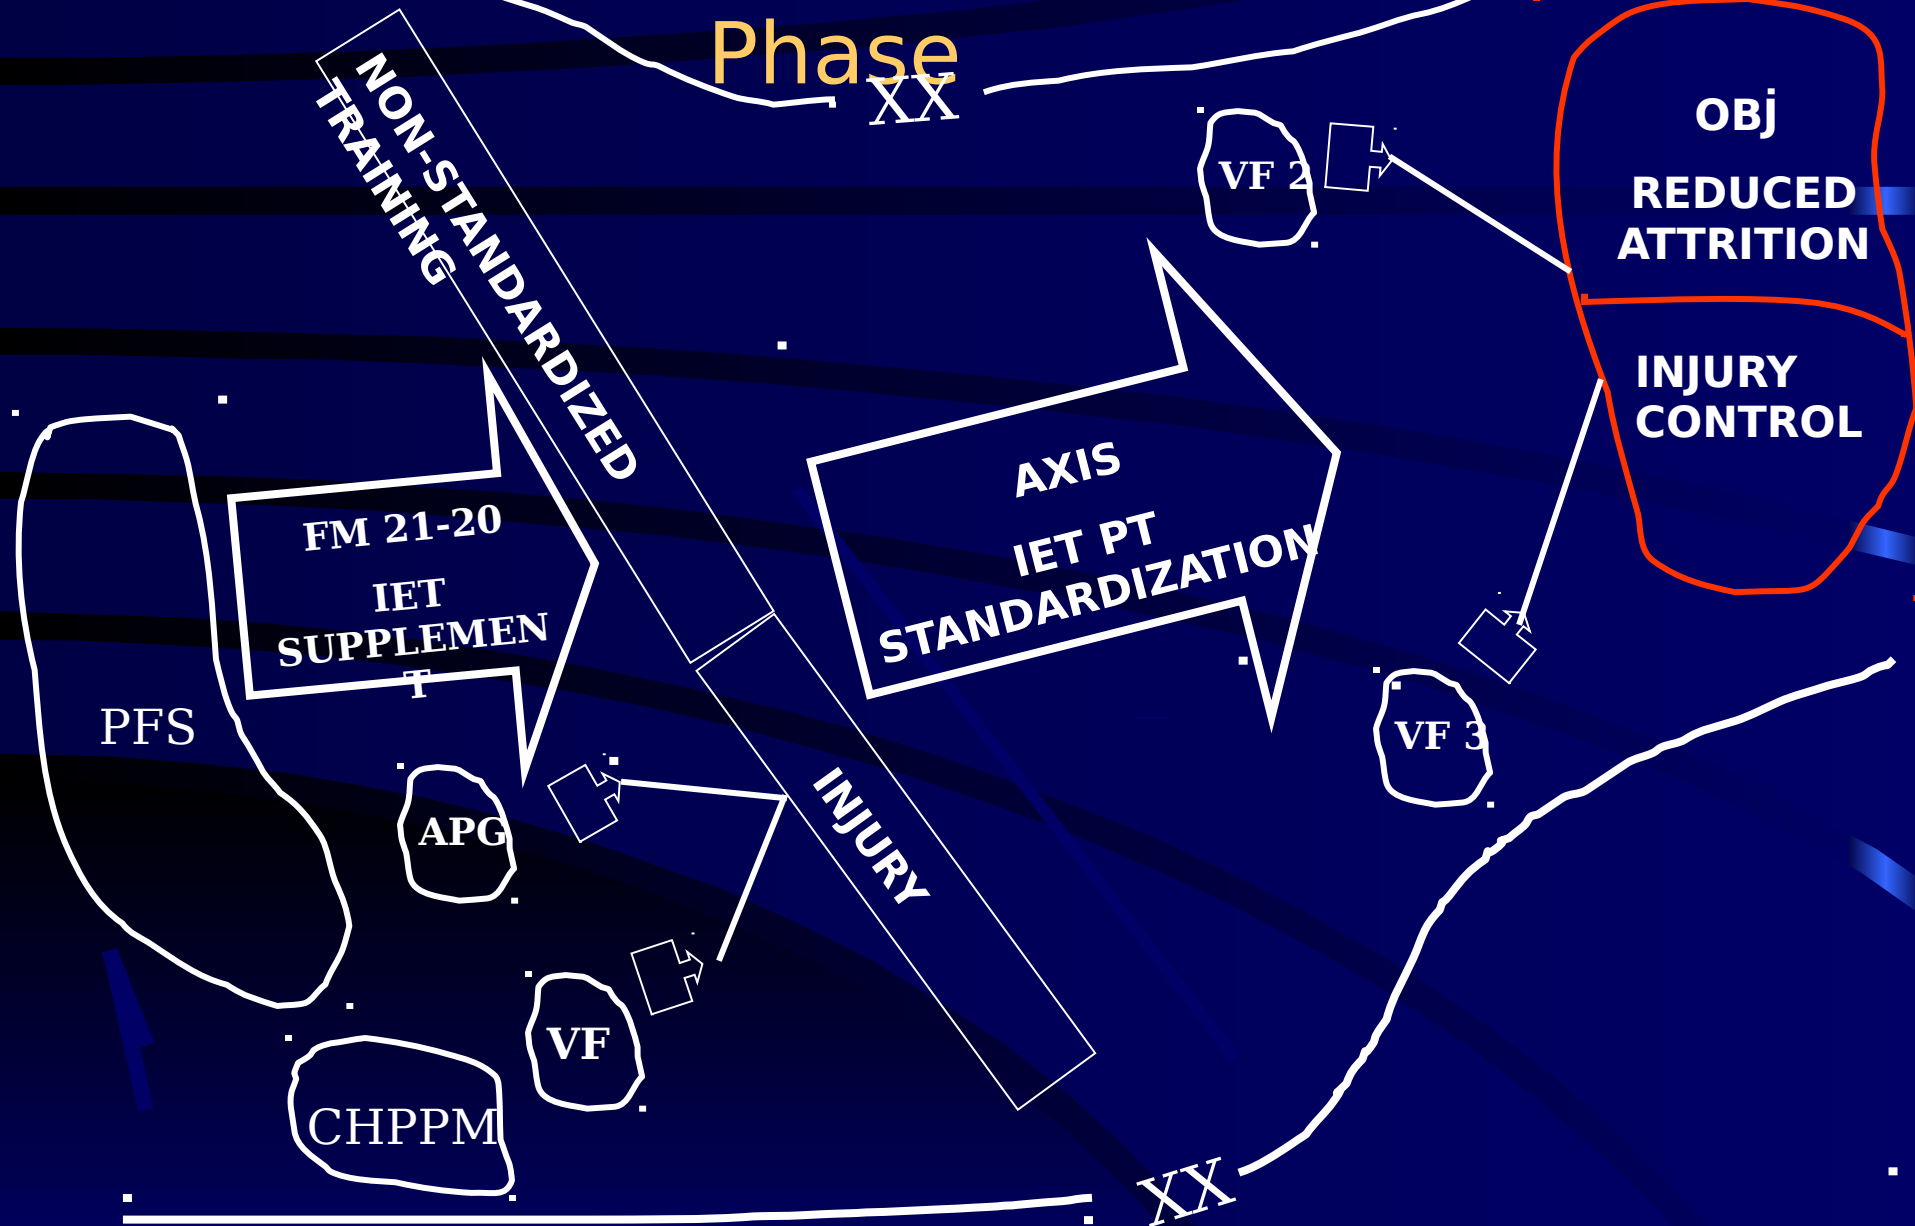 Phase
XX
NON-STANDARDIZED
TRAINING
VF 2
OBj
REDUCED
ATTRITION
INJURY
CONTROL
AXIS
IET PT
STANDARDIZATION
FM 21-20
IET
SUPPLEMEN
T
PFS
VF 3
INJURY
APG
VF
CHPPM
XX